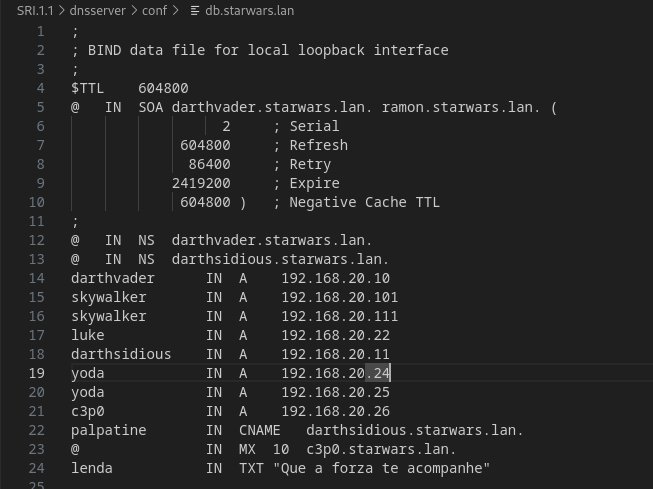 SRI.1.1 > dnsserver > conf > db.starwars.lan
1 ;
2 ; BIND data file for local loopback interface
3 ;
4 $TTL 604800
5 @ IN SOA darthvader.starwars.lan. ramon.starwars.lan. (
6 2 ; Serial
7 604800 ; Refresh
8 86400 ; Retry
9 2419200 ; Expire
10 604800 ) ; Negative Cache TTL
11 ;
12 @ IN NS darthvader.starwars.lan.
13 @ IN NS darthsidious.starwars.lan.
14 darthvader IN A 192.168.20.10
15 skywalker IN A 192.168.20.101
16 skywalker IN A 192.168.20.111
17 luke IN A 192.168.20.22
18 darthsidious IN A 192.168.20.11
19 yoda IN A 192.168.20.24
20 yoda IN A 192.168.20.25
21 c3p0 IN A 192.168.20.26
22 palpatine IN CNAME darthsidious.starwars.lan.
23 @ IN MX 10 c3p0.starwars.lan.
24 lenda IN TXT "Que a forza te acompanhe"
25